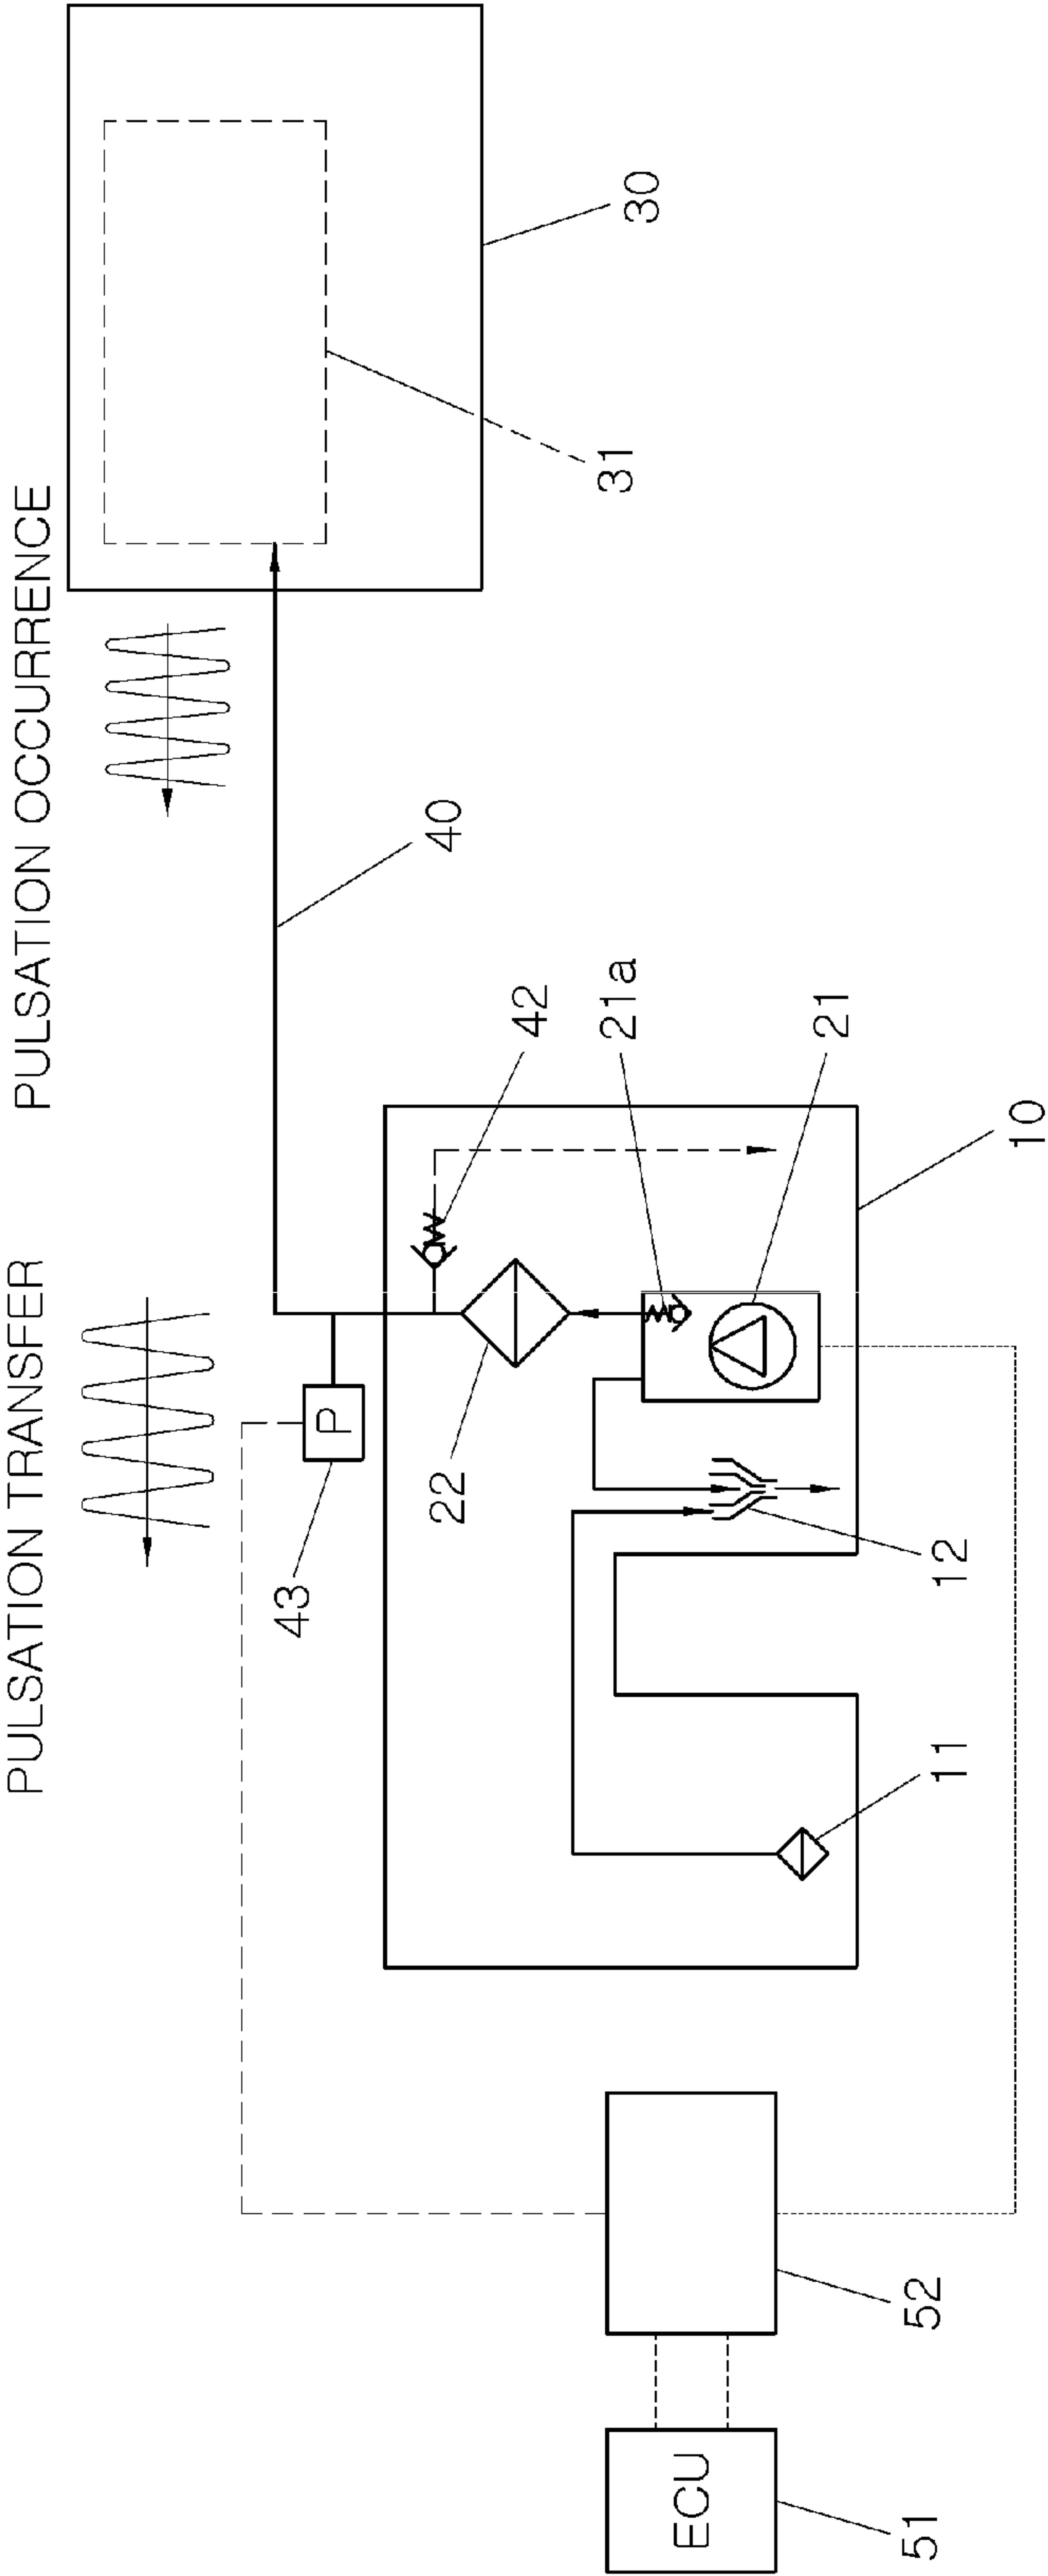 PULSATION TRANSFER
PULSATION OCCURRENCE
43
P
40
30
31
42
21a
21
22
12
11
10
52
ECU
51